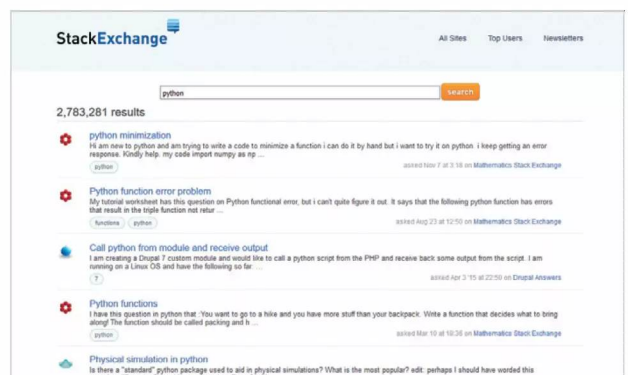 StackExchange
All Sites Top Users Newsletters
python search
2,783,281 results
python minimization
Hi am new to python and am trying to write a code to minimize a function i can do it by hand but i want to try it on python. i keep getting an error
response. Kindly help. my code import numpy as np ...
python
asked Nov 7 at 3:18 on Mathematics Stack Exchange
Python function error problem
My tutorial worksheet has this question on Python functional error, but i can't quite figure it out. It says that the following python function has errors
that result in the triple function not retur ...
functions python
asked Aug 23 at 12:50 on Mathematics Stack Exchange
Call python from module and receive output
I am creating a Drupal 7 custom module and would like to call a python script from the PHP and receive back some output from the script. I am
running on a Linux OS and have the following so far: ...
7
asked Apr 3 '15 at 22:50 on Drupal Answers
Python functions
I have this question in python that :You want to go to a hike and you have more stuff than your backpack. Write a function that decides what to bring
along! The function should be called packing and h ...
python
asked Mar 10 at 19:36 on Mathematics Stack Exchange
Physical simulation in python
Is there a "standard" python package used to aid in physical simulations? What is the most popular? edit: perhaps I should have worded this